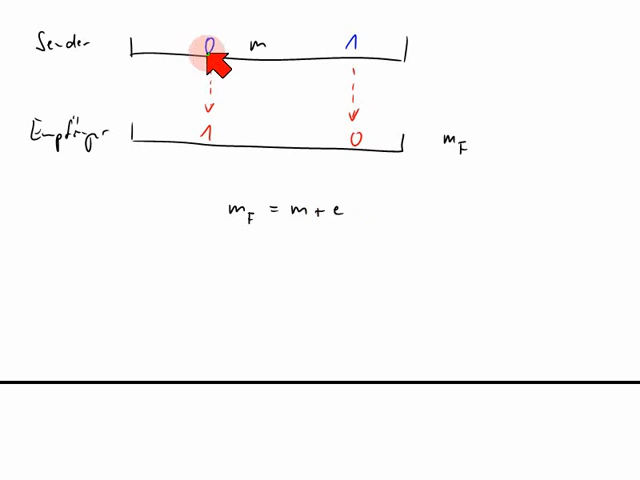 Sender 0 m 1
Empfänger 1 0 m_F
m_F = m + e